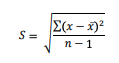 S = √(∑(x − x̄)² / (n − 1))